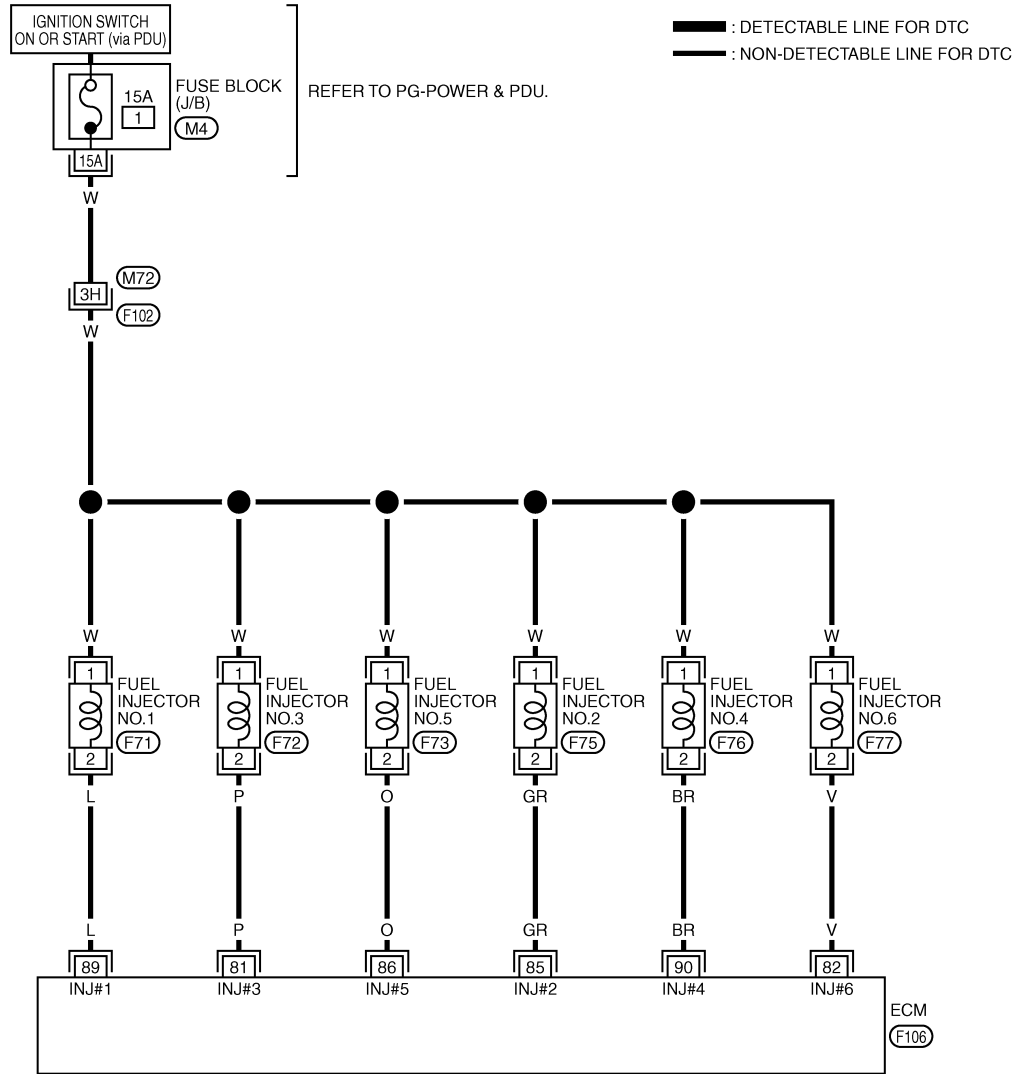 IGNITION SWITCH
ON OR START (via PDU)
: DETECTABLE LINE FOR DTC
: NON-DETECTABLE LINE FOR DTC
15A
1
FUSE BLOCK
(J/B)
M4
REFER TO PG-POWER & PDU.
15A
W
M72
3H
F102
W
W W W W W W
1 1 1 1 1 1
FUEL
INJECTOR
NO.1
F71
FUEL
INJECTOR
NO.3
F72
FUEL
INJECTOR
NO.5
F73
FUEL
INJECTOR
NO.2
F75
FUEL
INJECTOR
NO.4
F76
FUEL
INJECTOR
NO.6
F77
2 2 2 2 2 2
L P O GR BR V
L P O GR BR V
89 81 86 85 90 82
INJ#1 INJ#3 INJ#5 INJ#2 INJ#4 INJ#6
ECM
F106